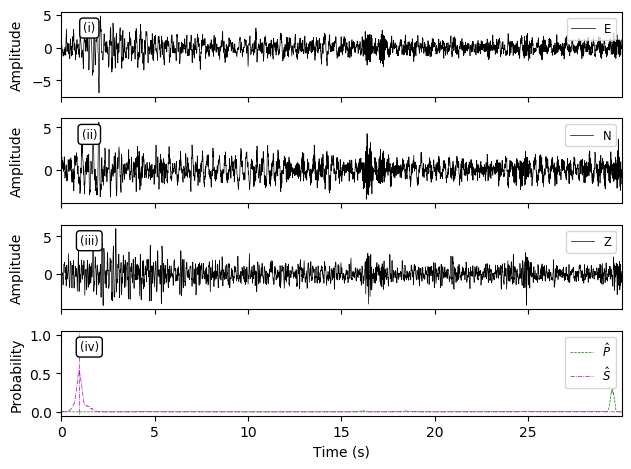 5
0
−5
Amplitude
(i)
E
5
0
Amplitude
(ii)
N
5
0
Amplitude
(iii)
Z
1.0
0.5
0.0
Probability
(iv)
P̂
Ŝ
0 5 10 15 20 25
Time (s)